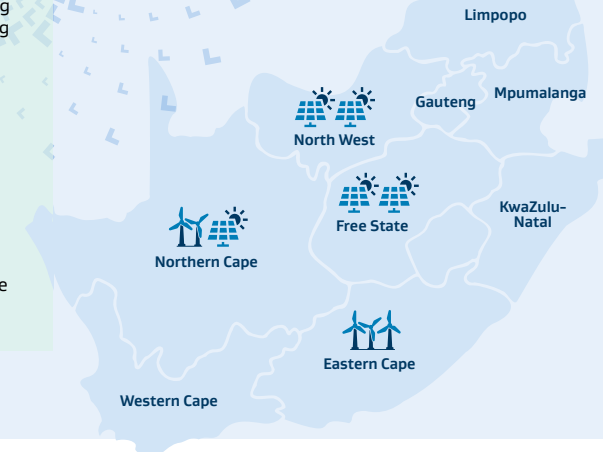 g
g
Limpopo
Mpumalanga
Gauteng
North West
KwaZulu-
Natal
Free State
Northern Cape
e
Eastern Cape
Western Cape